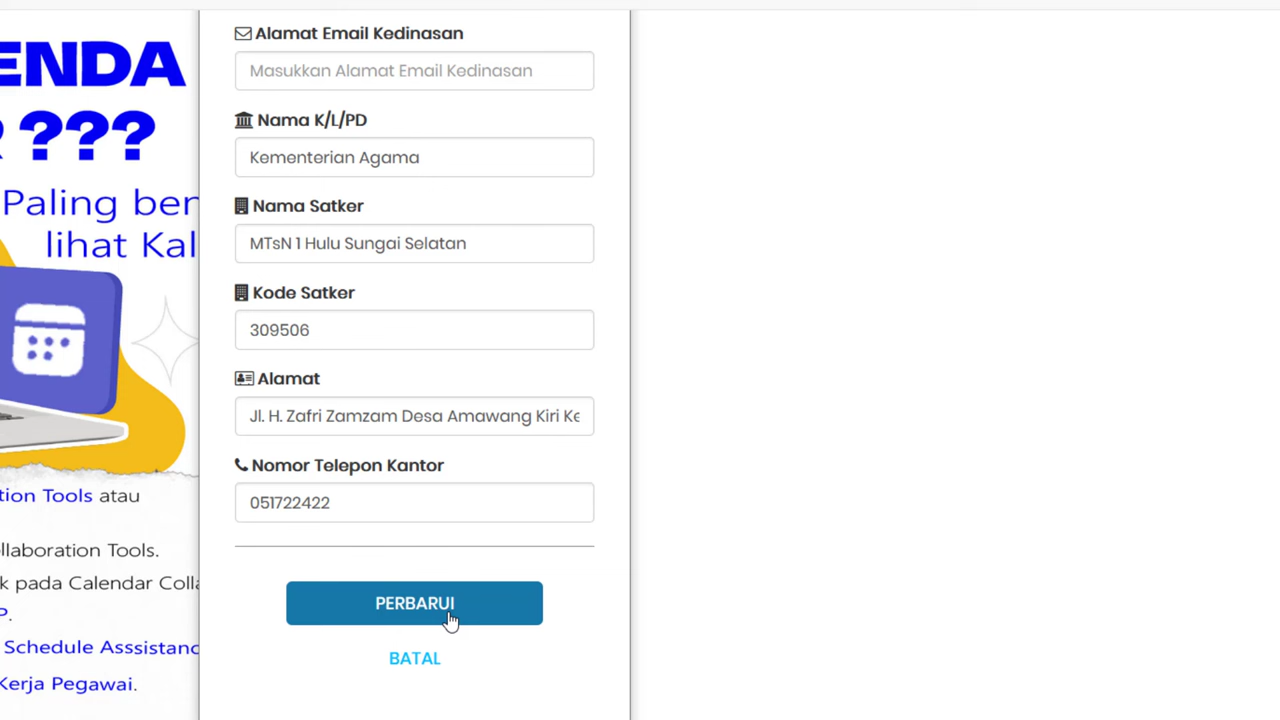 ENDA
???
Paling ber
lihat Kal
tion Tools atau
llaboration Tools.
k pada Calendar Colla
P.
Schedule Asssistanc
Kerja Pegawai.
Alamat Email Kedinasan
Masukkan Alamat Email Kedinasan
Nama K/L/PD
Kementerian Agama
Nama Satker
MTsN 1 Hulu Sungai Selatan
Kode Satker
309506
Alamat
Jl. H. Zafri Zamzam Desa Amawang Kiri Ke
Nomor Telepon Kantor
051722422
PERBARUI
BATAL